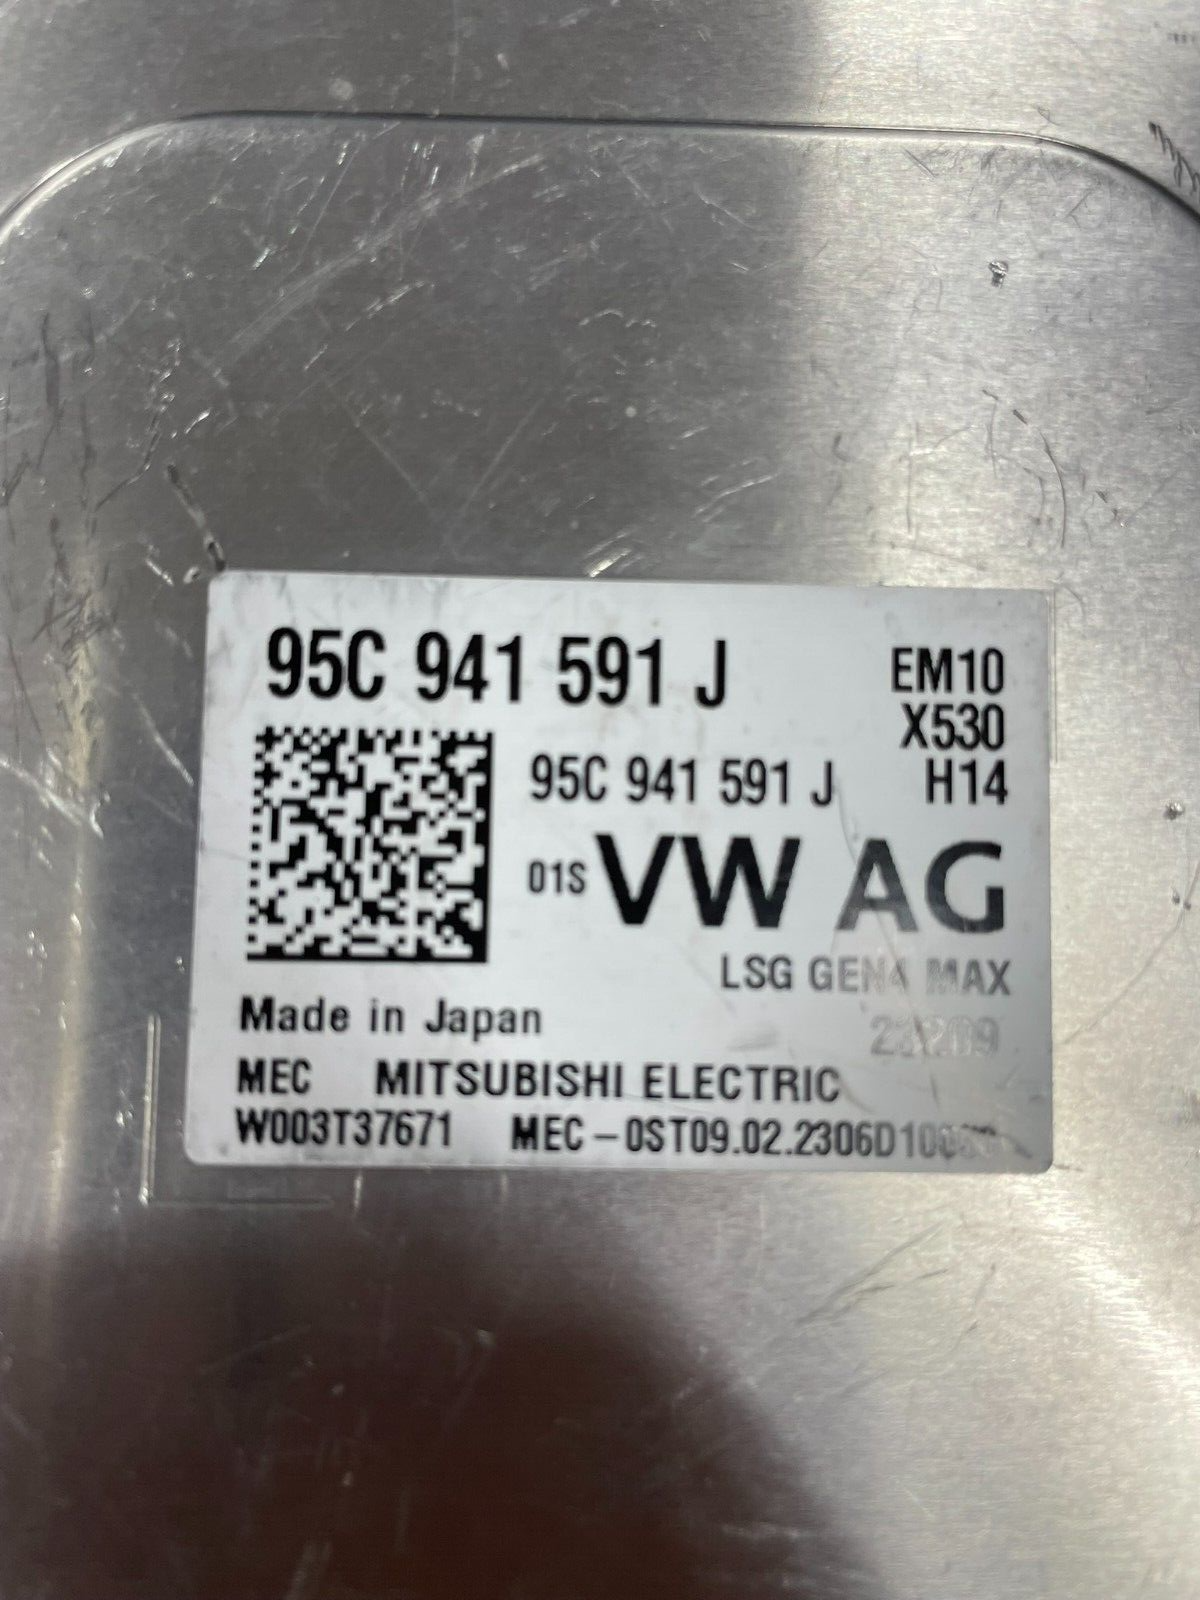 95C 941 591 J
EM10
X530
95C 941 591 J
H14
01S VW AG
LSG GEN4 MAX
Made in Japan
MEC MITSUBISHI ELECTRIC
W003T37671